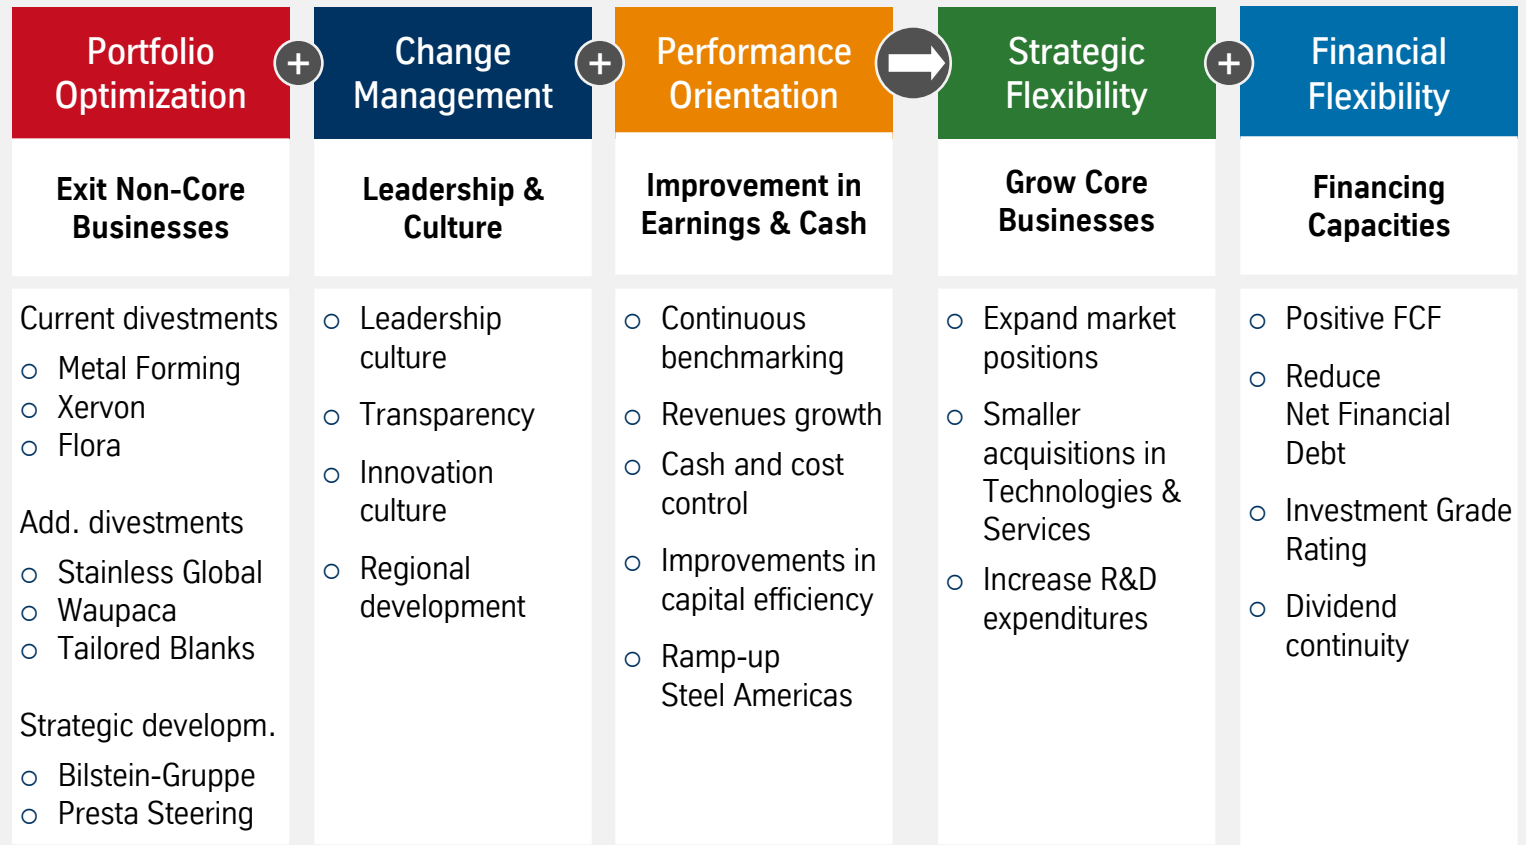 Portfolio
Optimization
+
Change
Management
+
Performance
Orientation
Strategic
Flexibility
+
Financial
Flexibility
Exit Non-Core
Businesses
Leadership &
Culture
Improvement in
Earnings & Cash
Grow Core
Businesses
Financing
Capacities
Current divestments
Metal Forming
Xervon
Flora
Add. divestments
Stainless Global
Waupaca
Tailored Blanks
Strategic developm.
Bilstein-Gruppe
Presta Steering
Leadership
culture
Transparency
Innovation
culture
Regional
development
Continuous
benchmarking
Revenues growth
Cash and cost
control
Improvements in
capital efficiency
Ramp-up
Steel Americas
Expand market
positions
Smaller
acquisitions in
Technologies &
Services
Increase R&D
expenditures
Positive FCF
Reduce
Net Financial
Debt
Investment Grade
Rating
Dividend
continuity